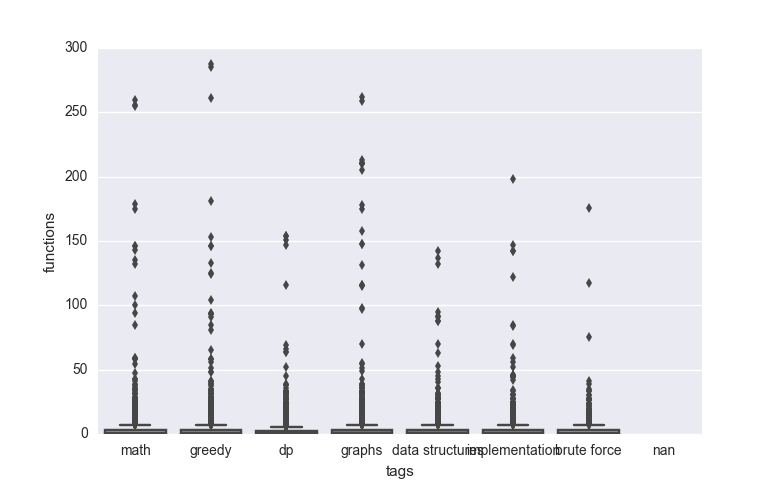 300
250
200
150
100
50
0
functions
math greedy dp graphs data structures implementation brute force nan
tags